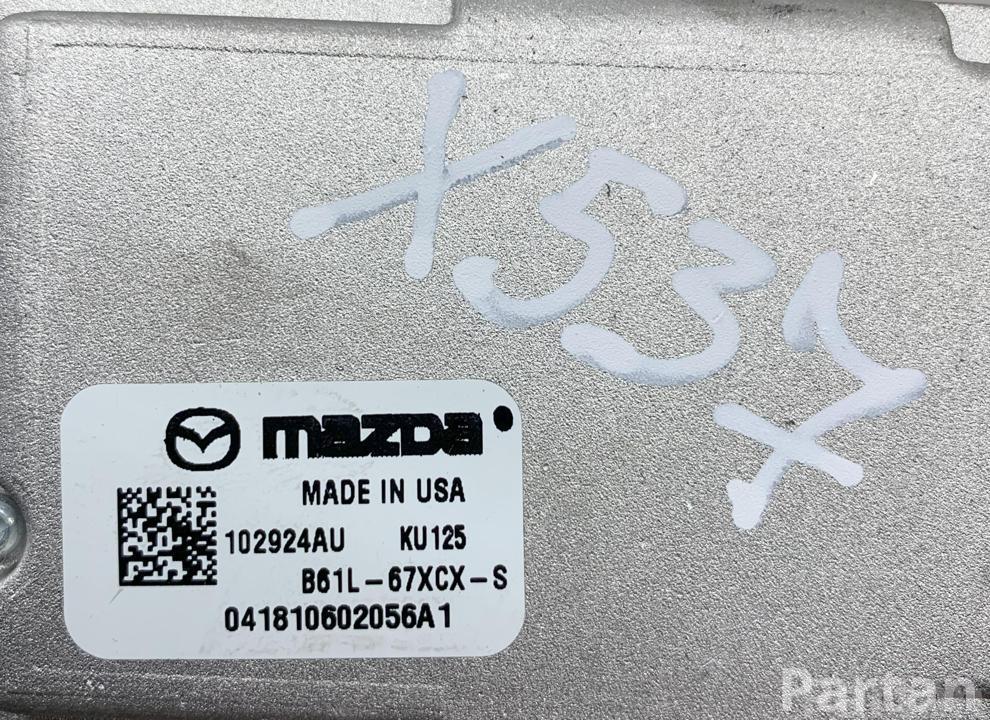 X537
mazda
MADE IN USA
102924AU KU125
B61L-67XCX-S
041810602056A1
Partan